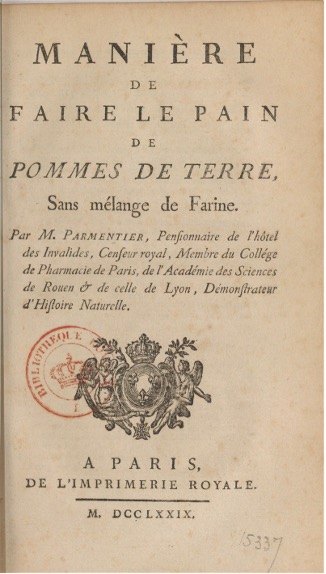 MANIÈRE
DE
FAIRE LE PAIN
DE
POMMES DE TERRE,
Sans mélange de Farine.
Par M. PARMENTIER, Penſionnaire de l'hôtel
des Invalides, Cenſeur royal, Membre du Collége
de Pharmacie de Paris, de l'Académie des Sciences
de Rouen & de celle de Lyon, Démonſtrateur
d'Hiſtoire Naturelle.
BIBLIOTHEQUE
A PARIS,
DE L'IMPRIMERIE ROYALE.
M. DCCLXXIX.
15337